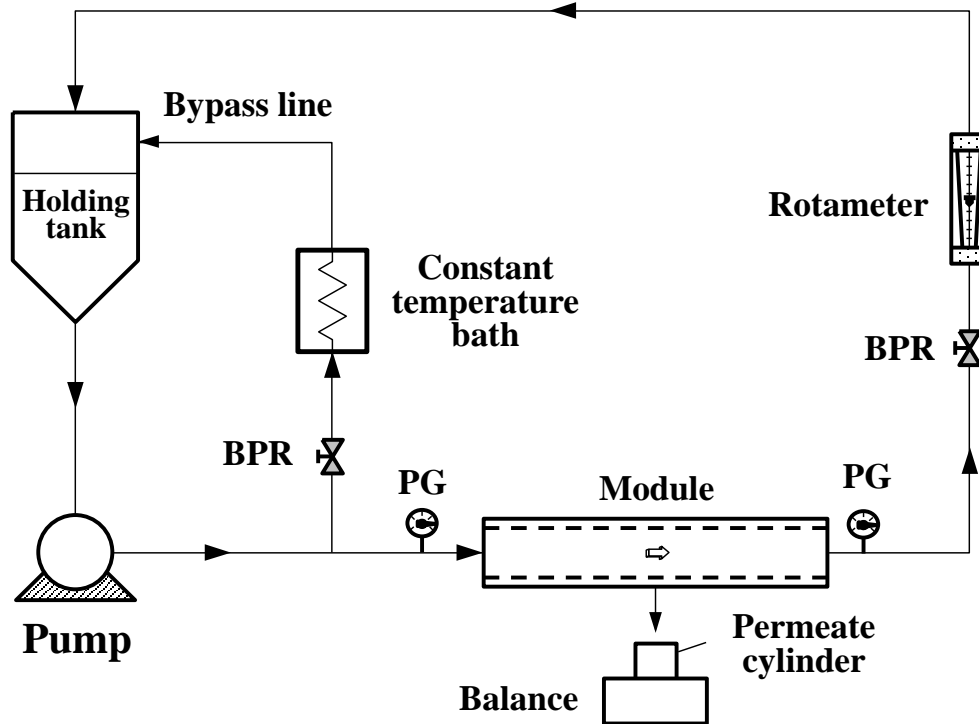 Bypass line
Holding
tank
Rotameter
Constant
temperature
bath
BPR
BPR
PG
Module
PG
Pump
Permeate
cylinder
Balance